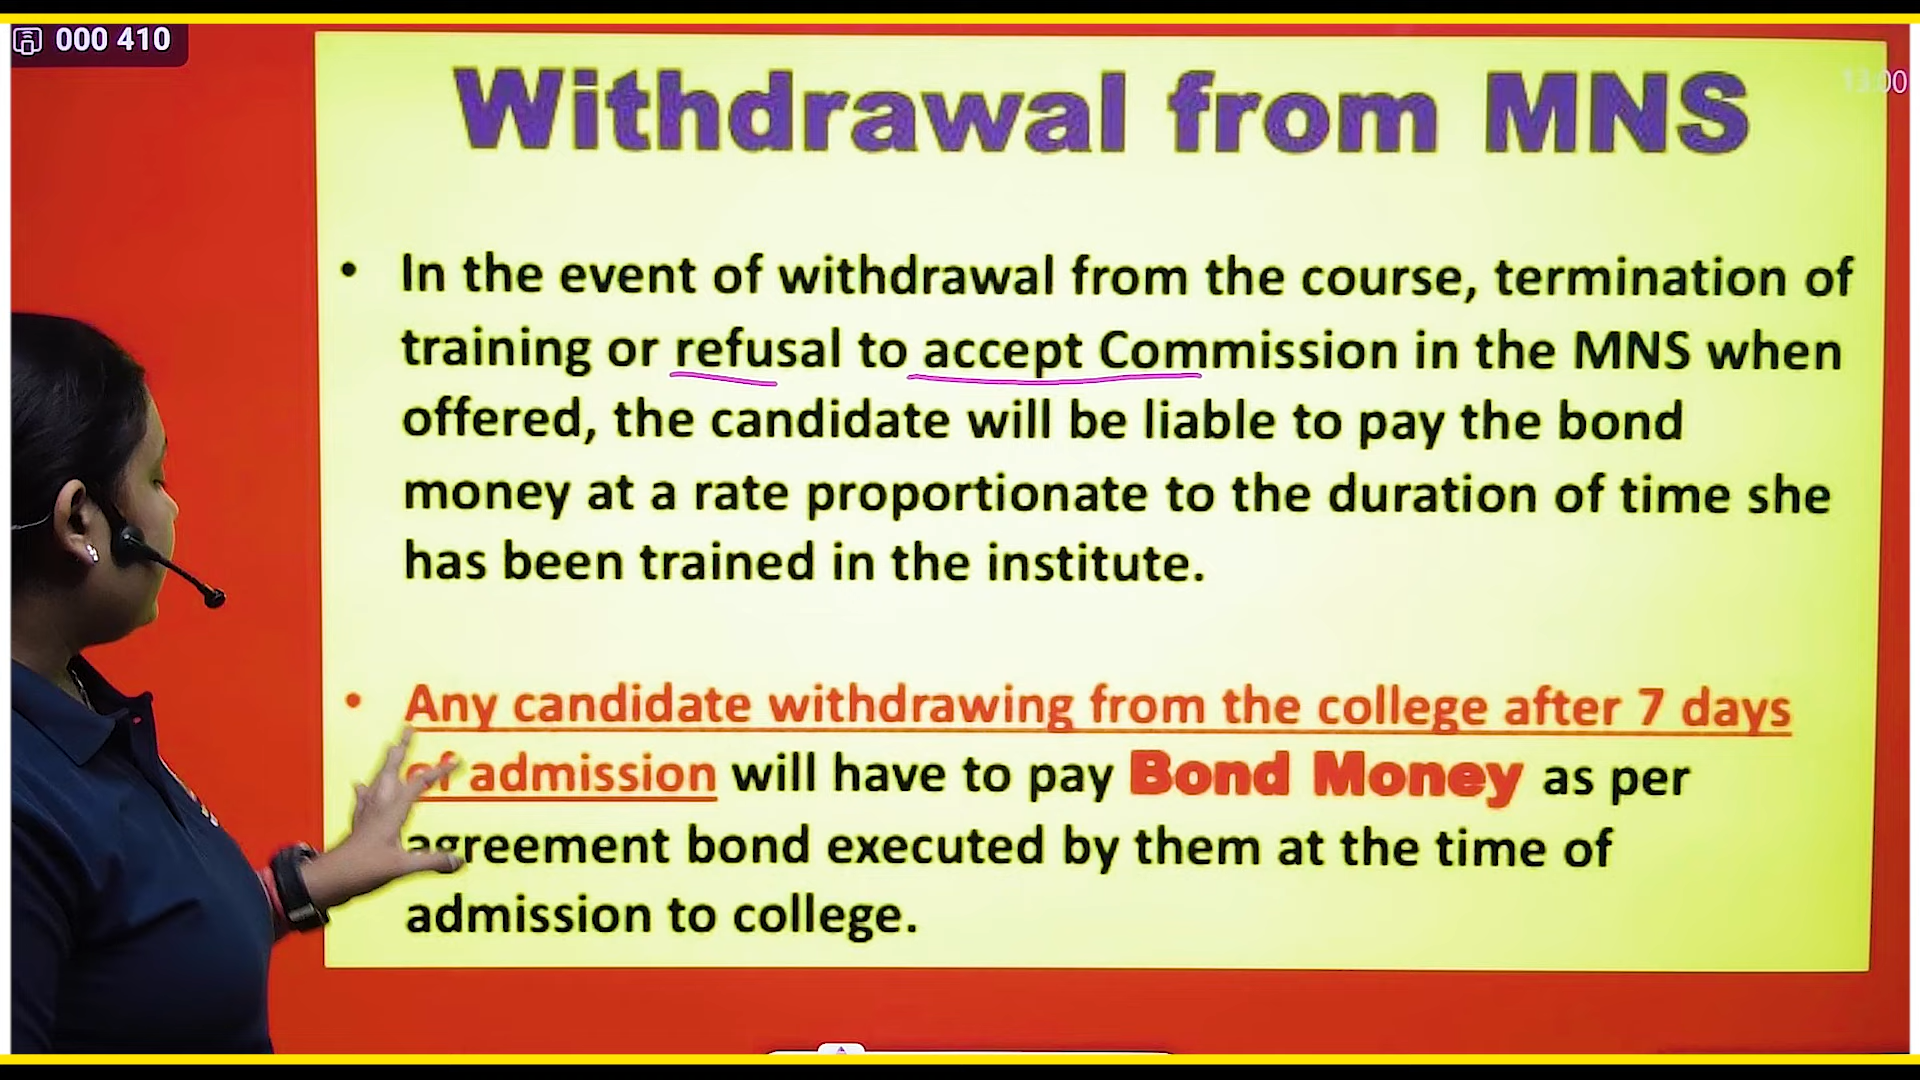 000 410
13:00
Withdrawal from MNS
• In the event of withdrawal from the course, termination of
training or refusal to accept Commission in the MNS when
offered, the candidate will be liable to pay the bond
money at a rate proportionate to the duration of time she
has been trained in the institute.
• Any candidate withdrawing from the college after 7 days
of admission will have to pay Bond Money as per
agreement bond executed by them at the time of
admission to college.